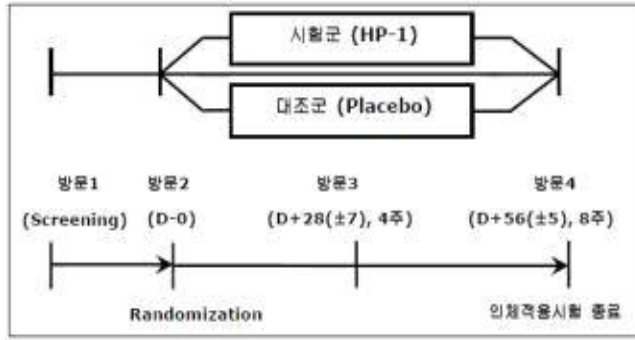 시험군 (HP-1)
대조군 (Placebo)
방문1 방문2 방문3 방문4
(Screening) (D-0) (D+28(±7), 4주) (D+56(±5), 8주)
Randomization 인체적용시험 종료